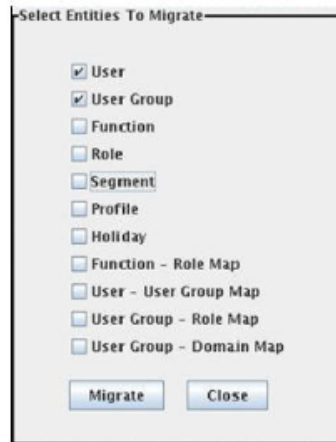 Select Entities To Migrate
User
User Group
Function
Role
Segment
Profile
Holiday
Function - Role Map
User - User Group Map
User Group - Role Map
User Group - Domain Map
Migrate Close